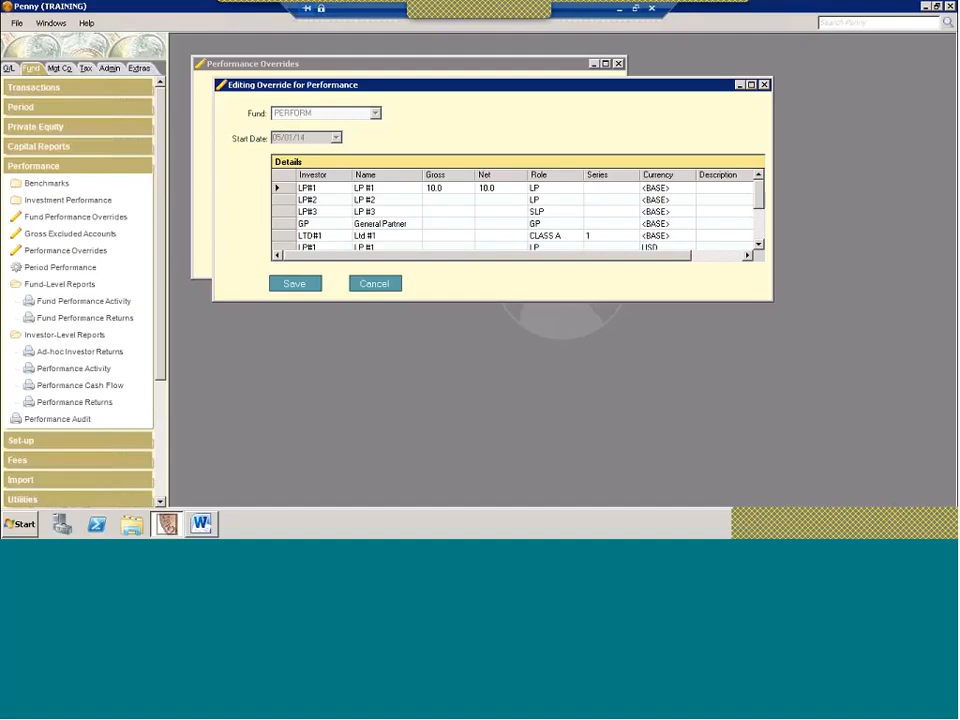 Penny (TRAINING)
File Windows Help
Search Penny
G/L Fund Mgt Co Tax Admin Extras
Transactions
Period
Private Equity
Capital Reports
Performance
Benchmarks
Investment Performance
Fund Performance Overrides
Gross Excluded Accounts
Performance Overrides
Period Performance
Fund-Level Reports
Fund Performance Activity
Fund Performance Returns
Investor-Level Reports
Ad-hoc Investor Returns
Performance Activity
Performance Cash Flow
Performance Returns
Performance Audit
Set-up
Fees
Import
Utilities
Performance Overrides
Editing Override for Performance
Fund: PERFORM
Start Date: 05/01/14
Details
Investor Name Gross Net Role Series Currency Description
LP#1 LP #1 10.0 10.0 LP <BASE>
LP#2 LP #2 LP <BASE>
LP#3 LP #3 SLP <BASE>
GP General Partner GP <BASE>
LTD#1 Ltd #1 CLASS A 1 <BASE>
LP#1 LP #1 LP USD
Save Cancel
Start